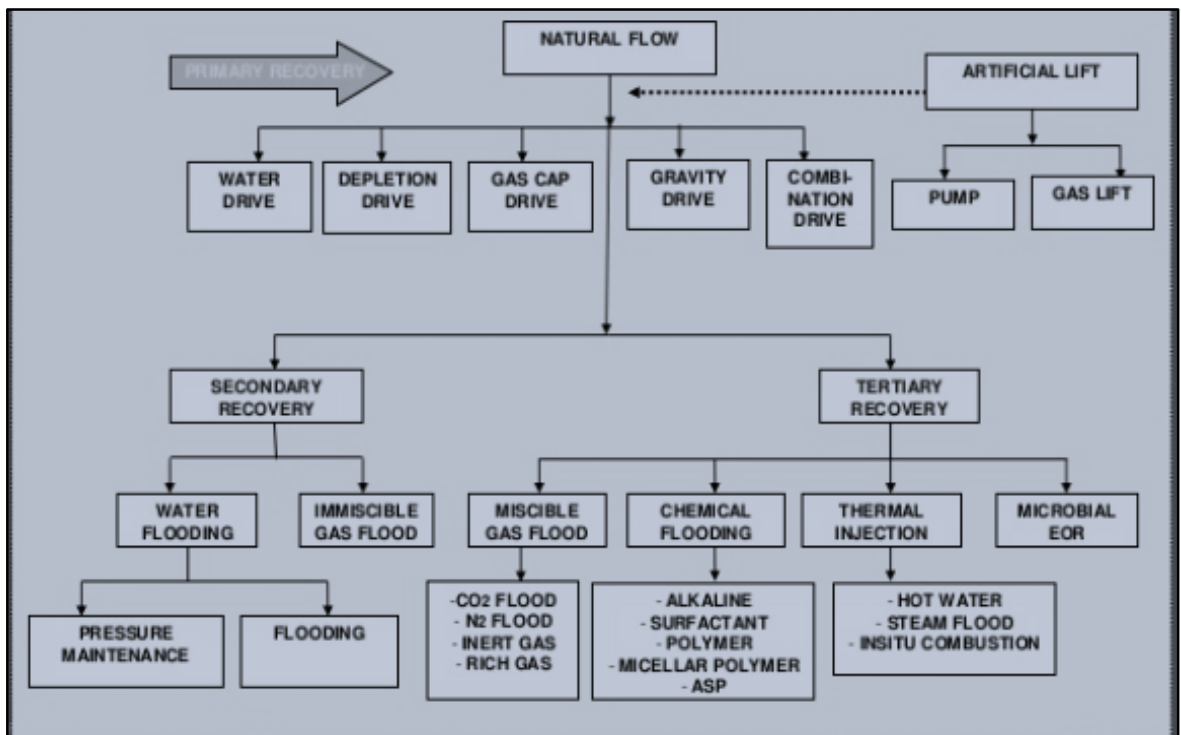 NATURAL FLOW
PRIMARY RECOVERY
ARTIFICIAL LIFT
WATER
DRIVE
DEPLETION
DRIVE
GAS CAP
DRIVE
GRAVITY
DRIVE
COMBI-
NATION
DRIVE
PUMP
GAS LIFT
SECONDARY
RECOVERY
TERTIARY
RECOVERY
WATER
FLOODING
IMMISCIBLE
GAS FLOOD
MISCIBLE
GAS FLOOD
CHEMICAL
FLOODING
THERMAL
INJECTION
MICROBIAL
EOR
PRESSURE
MAINTENANCE
FLOODING
-CO2 FLOOD
- N2 FLOOD
- INERT GAS
- RICH GAS
- ALKALINE
- SURFACTANT
- POLYMER
- MICELLAR POLYMER
- ASP
- HOT WATER
- STEAM FLOOD
- INSITU COMBUSTION